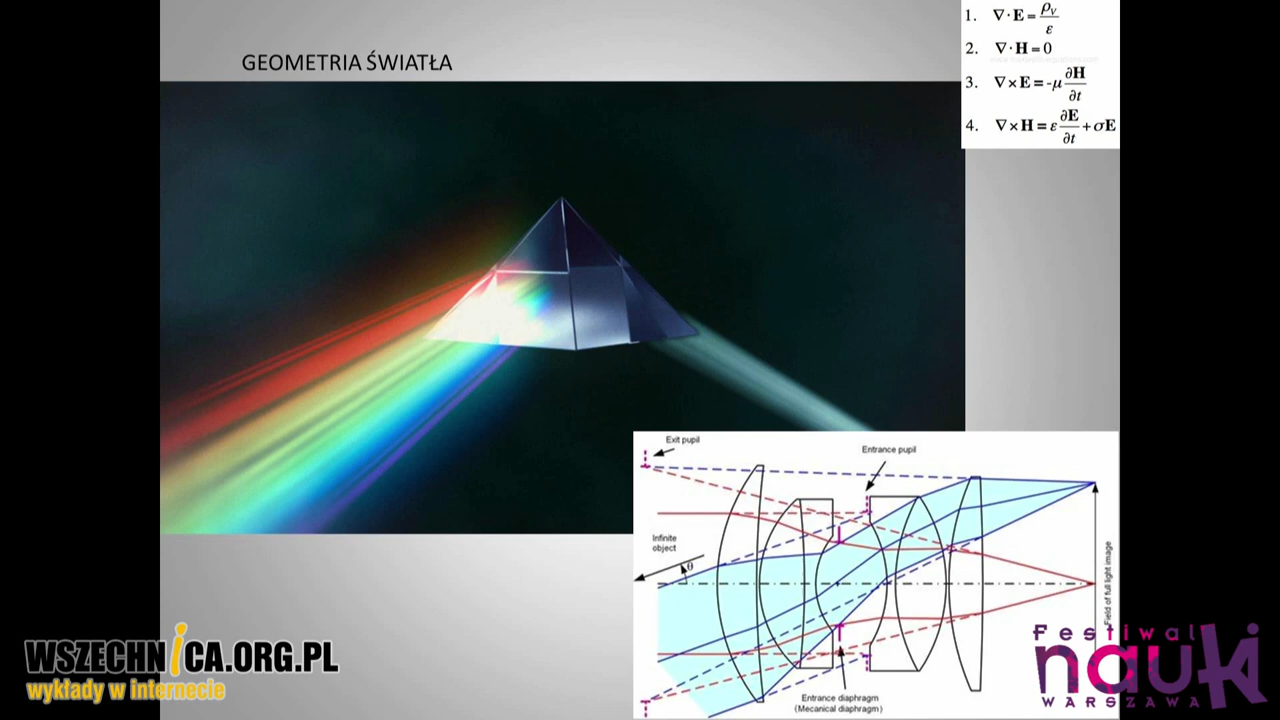 GEOMETRIA ŚWIATŁA
1. ∇·E = ρV/ε
2. ∇·H = 0
3. ∇×E = -μ ∂H/∂t
4. ∇×H = ε ∂E/∂t + σE
Exit pupil
Entrance pupil
Infinite
object
θ
Field of full light image
Entrance diaphragm
(Mecanical diaphragm)
WSZECHNiCA.ORG.PL
wykłady w internecie
Festiwal
nauki
WARSZAWA